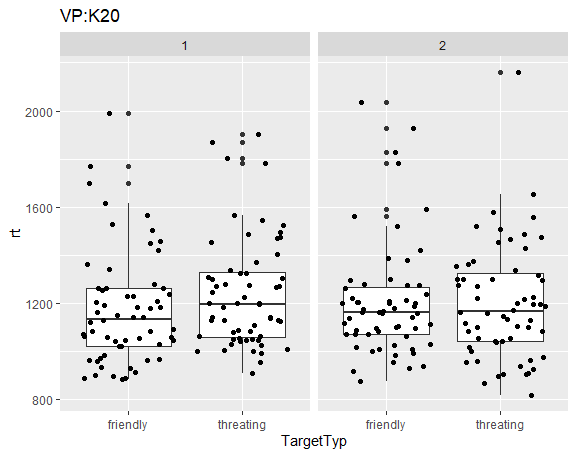 VP:K20
1 2
rt
2000
1600
1200
800
friendly threating friendly threating
TargetTyp